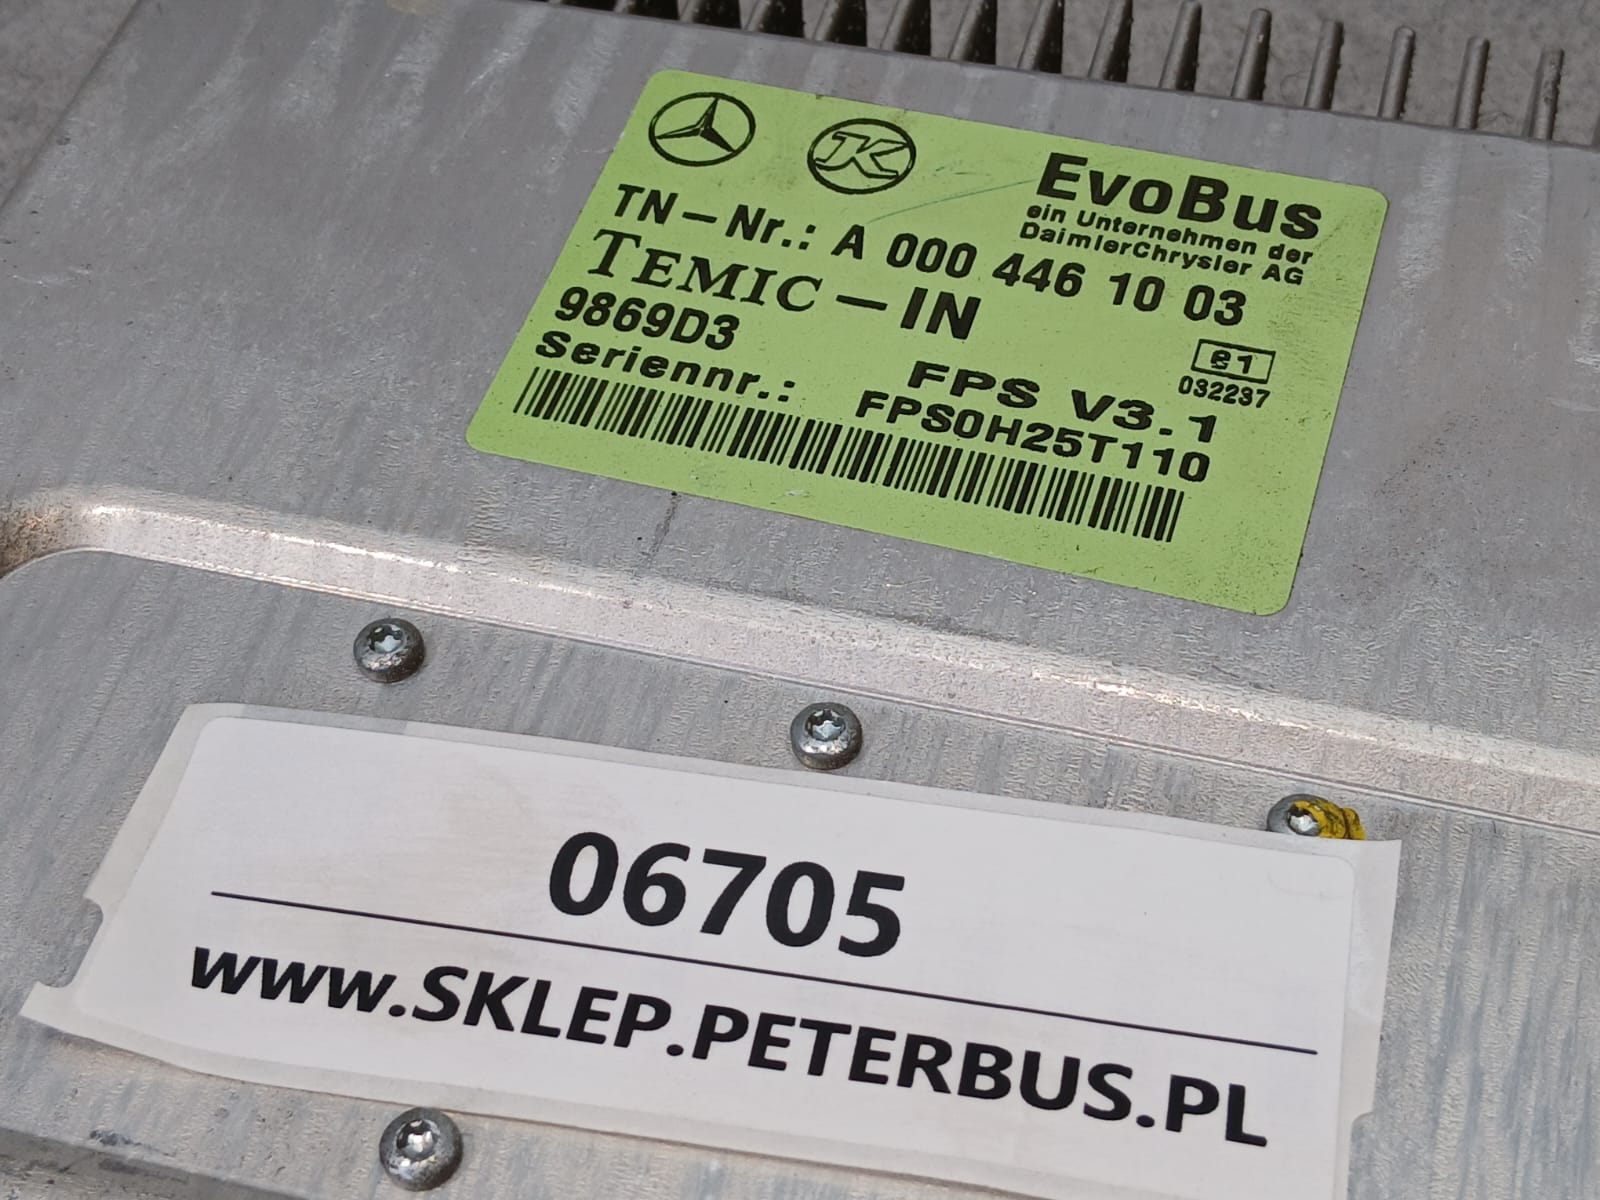 K
EvoBus
ein Unternehmen der
DaimlerChrysler AG
TN-Nr.: A 000 446 10 03
TEMIC-IN
9869D3
e1
032237
FPS V3.1
Seriennr.: FPS0H25T110
06705
www.SKLEP.PETERBUS.PL